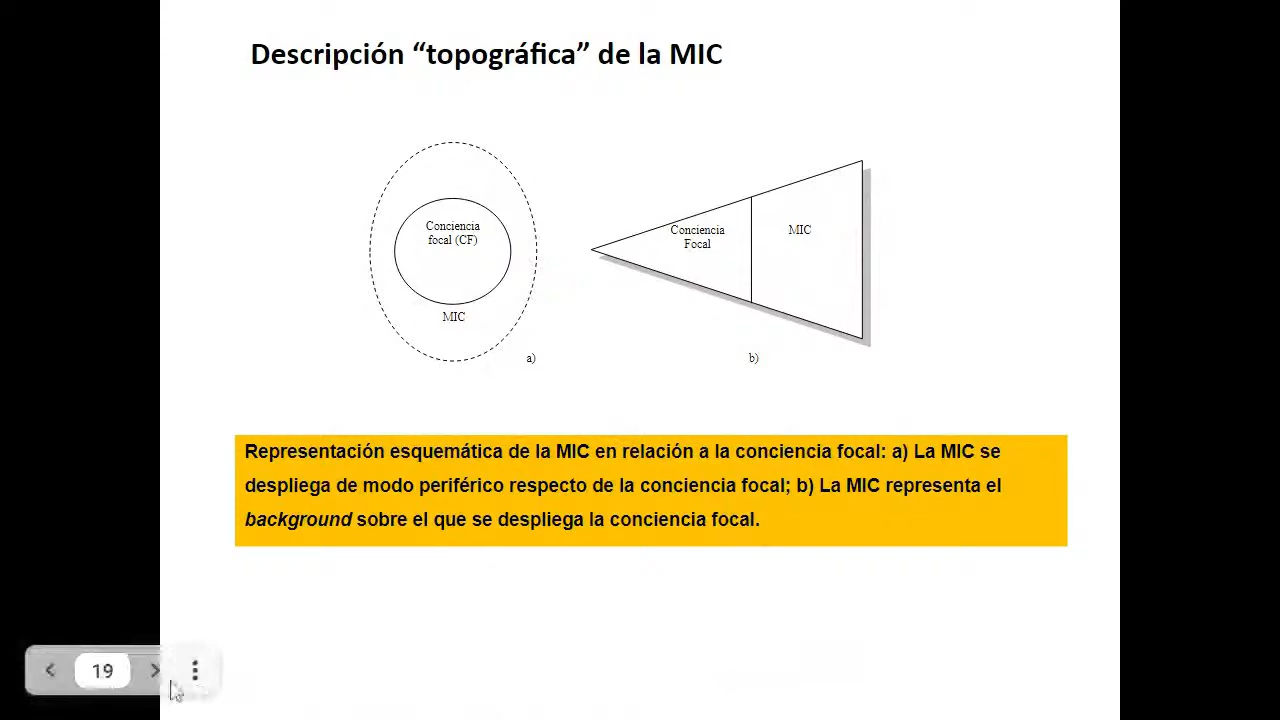 Descripción “topográfica” de la MIC
Conciencia
focal (CF)
MIC
a)
Conciencia
Focal
MIC
b)
Representación esquemática de la MIC en relación a la conciencia focal: a) La MIC se
despliega de modo periférico respecto de la conciencia focal; b) La MIC representa el
background sobre el que se despliega la conciencia focal.
19